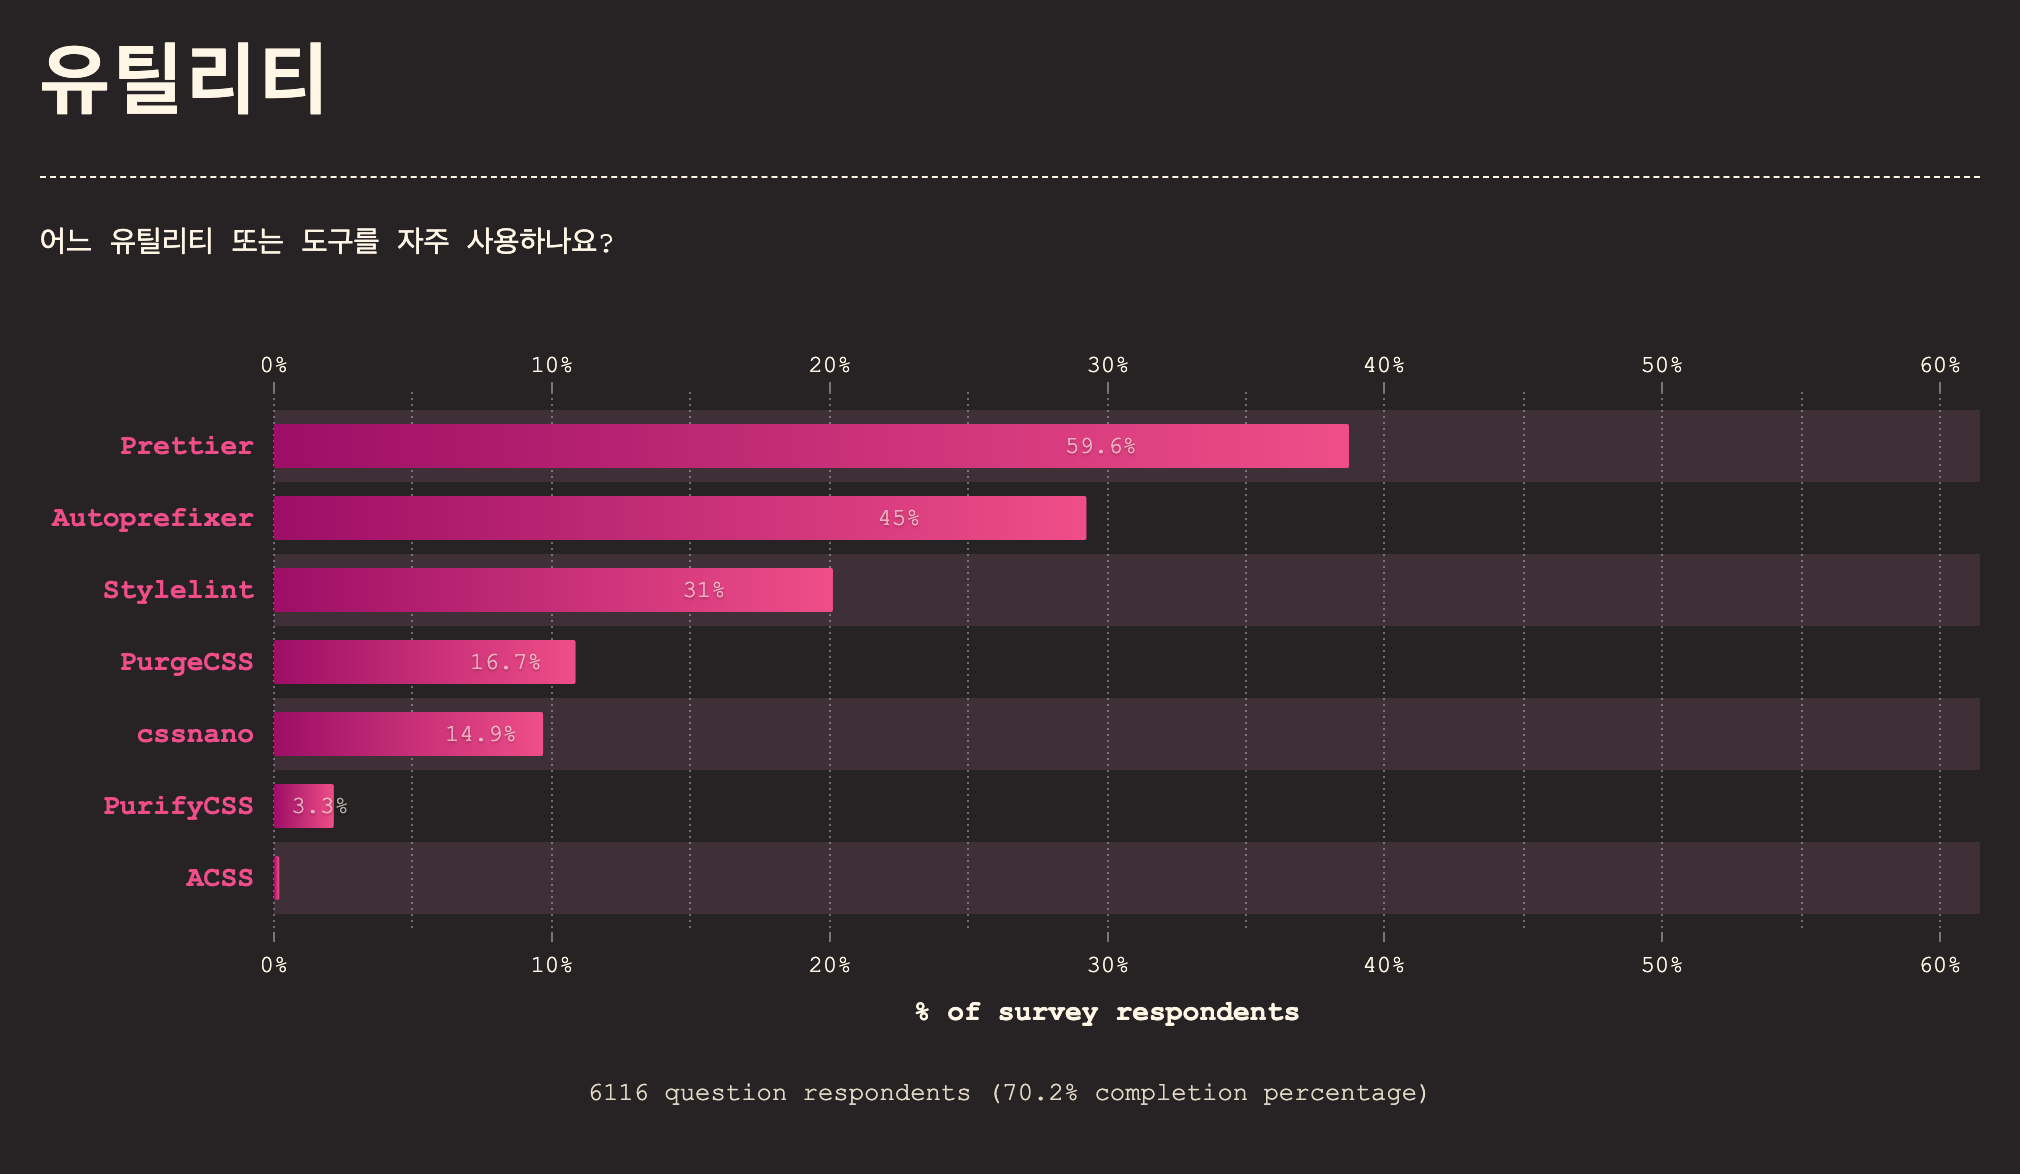 유틸리티
어느 유틸리티 또는 도구를 자주 사용하나요?
0% 10% 20% 30% 40% 50% 60%
Prettier 59.6%
Autoprefixer 45%
Stylelint 31%
PurgeCSS 16.7%
cssnano 14.9%
PurifyCSS 3.3%
ACSS
0% 10% 20% 30% 40% 50% 60%
% of survey respondents
6116 question respondents (70.2% completion percentage)